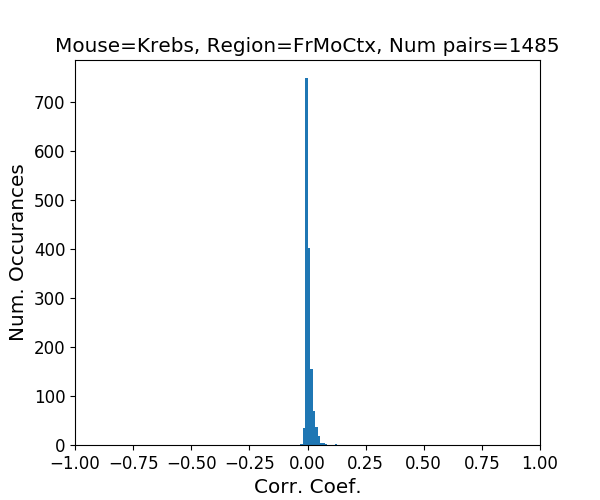 Mouse=Krebs, Region=FrMoCtx, Num pairs=1485
Num. Occurances
700
600
500
400
300
200
100
0
−1.00 −0.75 −0.50 −0.25 0.00 0.25 0.50 0.75 1.00
Corr. Coef.